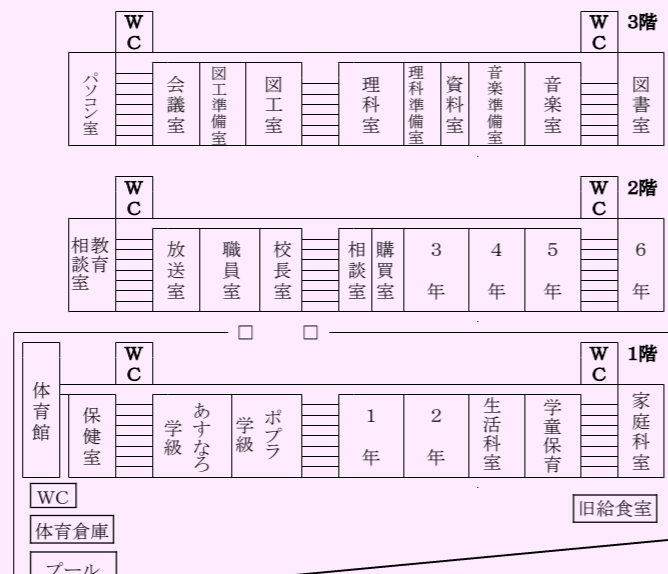 WC
WC
3階
パソコン室
会議室
図工準備室
図工室
理科室
理科準備室
資料室
音楽準備室
音楽室
図書室
WC
WC
2階
教育相談室
放送室
職員室
校長室
相談室
購買室
3年
4年
5年
6年
WC
WC
1階
体育館
保健室
あすなろ学級
ポプラ学級
1年
2年
生活科室
学童保育
家庭科室
WC
体育倉庫
プール
旧給食室